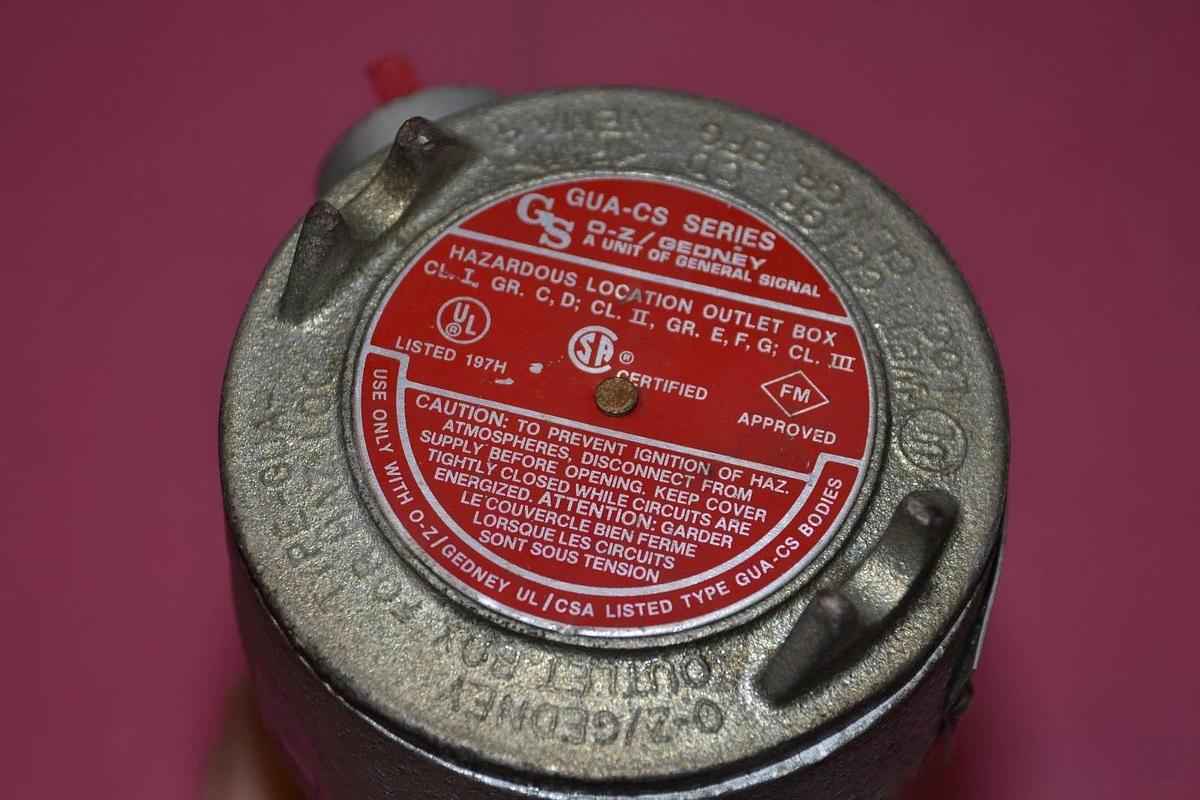 GUA-CS SERIES
GS
O-Z/GEDNEY
A UNIT OF GENERAL SIGNAL
HAZARDOUS LOCATION OUTLET BOX
CL. I, GR. C, D; CL. II, GR. E, F, G; CL. III
UL ®
LISTED 197H
SA ®
CERTIFIED
FM
APPROVED
CAUTION: TO PREVENT IGNITION OF HAZ.
ATMOSPHERES, DISCONNECT FROM
SUPPLY BEFORE OPENING. KEEP COVER
TIGHTLY CLOSED WHILE CIRCUITS ARE
ENERGIZED. ATTENTION: GARDER
LE COUVERCLE BIEN FERME
LORSQUE LES CIRCUITS
SONT SOUS TENSION
USE ONLY WITH O-Z/GEDNEY UL/CSA LISTED TYPE GUA-CS BODIES
O-Z/GEDNEY
OUTLET BOX FOR